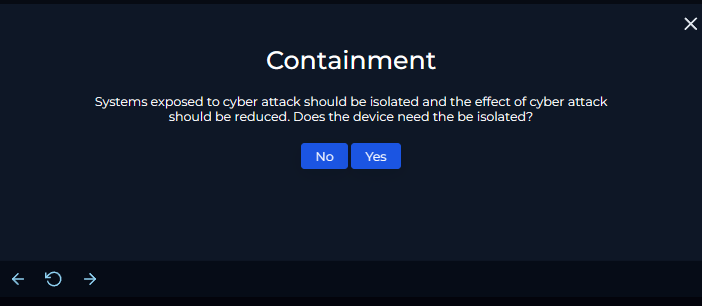 Containment
Systems exposed to cyber attack should be isolated and the effect of cyber attack
should be reduced. Does the device need the be isolated?
No
Yes